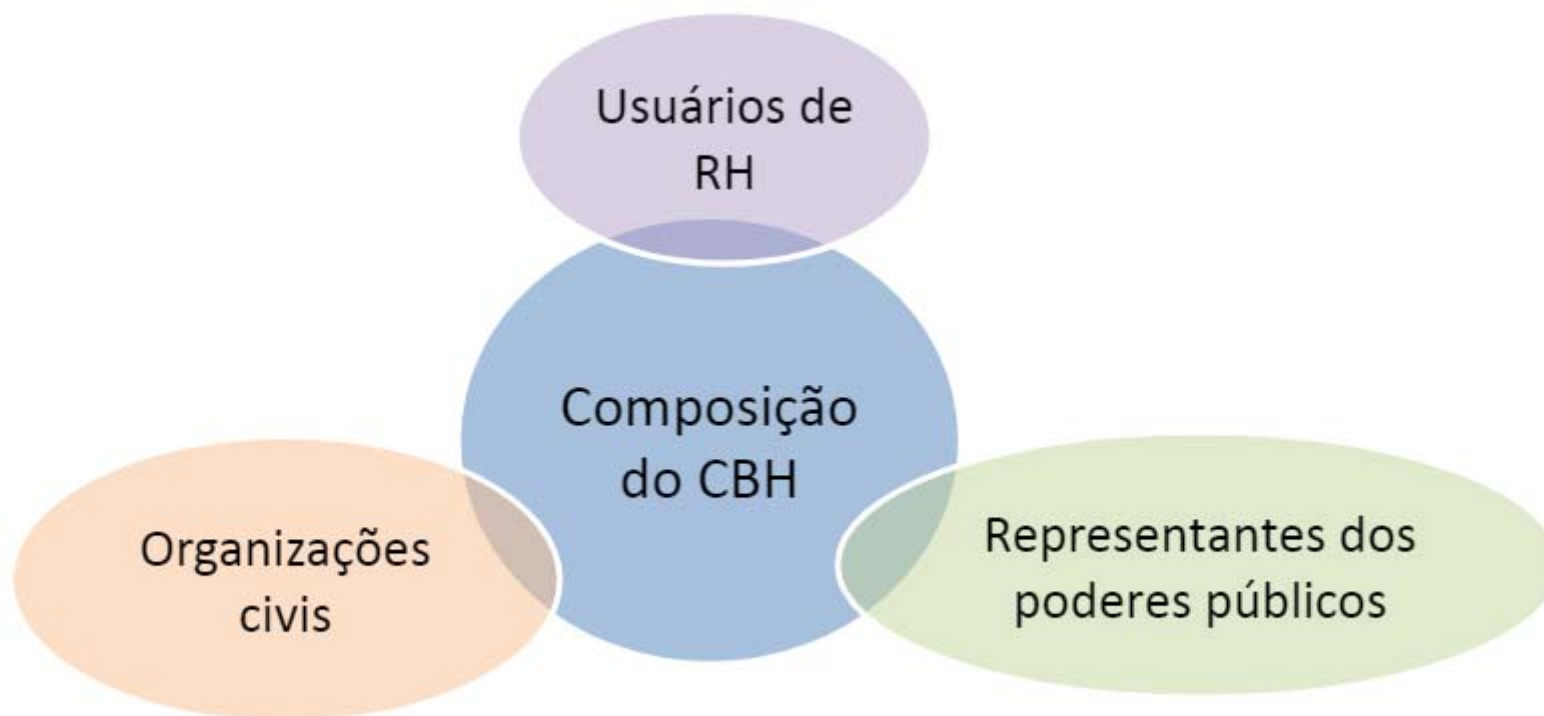 Usuários de
RH
Composição
do CBH
Organizações
civis
Representantes dos
poderes públicos